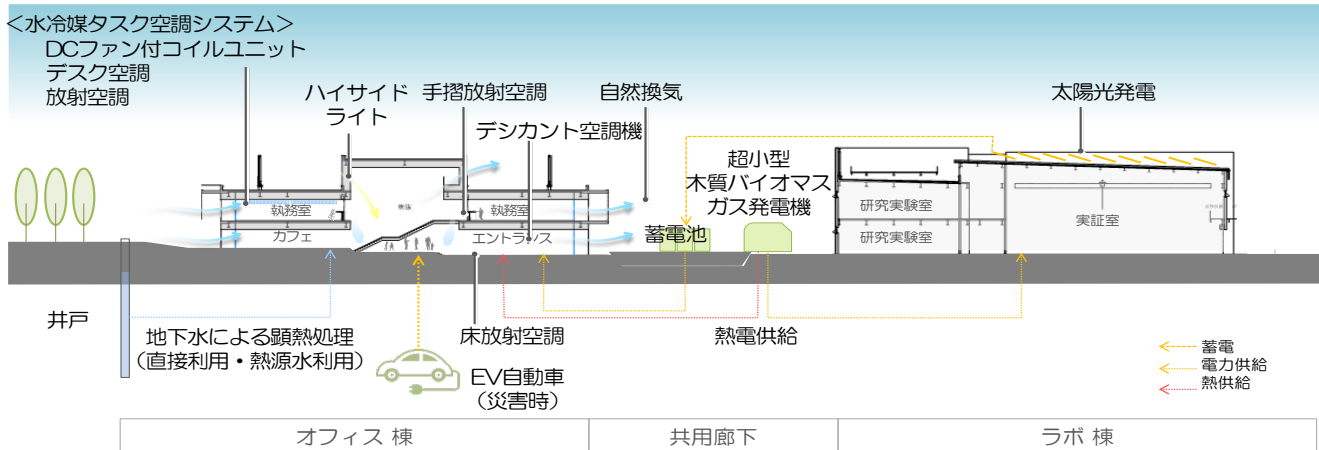 ＜水冷媒タスク空調システム＞
DCファン付コイルユニット
デスク空調
放射空調
ハイサイド
ライト
手摺放射空調
デシカント空調機
自然換気
太陽光発電
超小型
木質バイオマス
ガス発電機
蓄電池
執務室
カフェ
執務室
エントランス
研究実験室
研究実験室
実証室
井戸
地下水による顕熱処理
（直接利用・熱源水利用）
床放射空調
熱電供給
EV自動車
（災害時）
蓄電
電力供給
熱供給
オフィス 棟
共用廊下
ラボ 棟